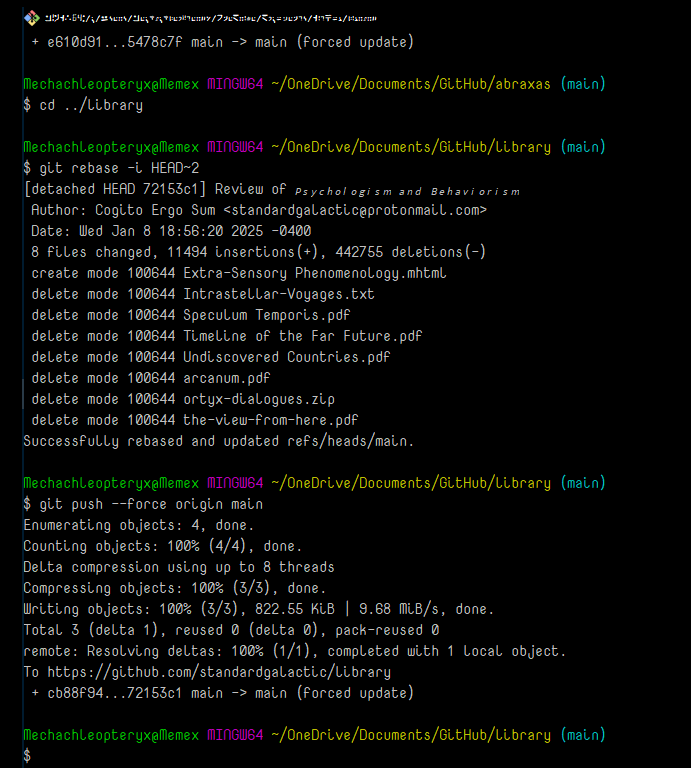 + e610d91...5478c7f main -> main (forced update)
Mechachleopteryx@Memex MINGW64 ~/OneDrive/Documents/GitHub/abraxas (main)
$ cd ../library
Mechachleopteryx@Memex MINGW64 ~/OneDrive/Documents/GitHub/library (main)
$ git rebase -i HEAD~2
[detached HEAD 72153c1] Review of Psychologism and Behaviorism
Author: Cogito Ergo Sum <standardgalactic@protonmail.com>
Date: Wed Jan 8 18:56:20 2025 -0400
8 files changed, 11494 insertions(+), 442755 deletions(-)
create mode 100644 Extra-Sensory Phenomenology.mhtml
delete mode 100644 Intrastellar-Voyages.txt
delete mode 100644 Speculum Temporis.pdf
delete mode 100644 Timeline of the Far Future.pdf
delete mode 100644 Undiscovered Countries.pdf
delete mode 100644 arcanum.pdf
delete mode 100644 ortyx-dialogues.zip
delete mode 100644 the-view-from-here.pdf
Successfully rebased and updated refs/heads/main.
Mechachleopteryx@Memex MINGW64 ~/OneDrive/Documents/GitHub/library (main)
$ git push --force origin main
Enumerating objects: 4, done.
Counting objects: 100% (4/4), done.
Delta compression using up to 8 threads
Compressing objects: 100% (3/3), done.
Writing objects: 100% (3/3), 822.55 KiB | 9.68 MiB/s, done.
Total 3 (delta 1), reused 0 (delta 0), pack-reused 0
remote: Resolving deltas: 100% (1/1), completed with 1 local object.
To https://github.com/standardgalactic/library
+ cb88f94...72153c1 main -> main (forced update)
Mechachleopteryx@Memex MINGW64 ~/OneDrive/Documents/GitHub/library (main)
$